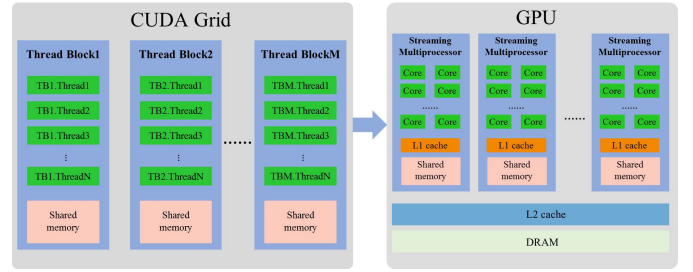 CUDA Grid
Thread Block1
TB1.Thread1
TB1.Thread2
TB1.Thread3
...
TB1.ThreadN
Shared
memory
Thread Block2
TB2.Thread1
TB2.Thread2
TB2.Thread3
...
TB2.ThreadN
Shared
memory
......
Thread BlockM
TBM.Thread1
TBM.Thread2
TBM.Thread3
...
TBM.ThreadN
Shared
memory
GPU
Streaming
Multiprocessor
Core Core
Core Core
......
Core Core
L1 cache
Shared
memory
Streaming
Multiprocessor
Core Core
Core Core
......
Core Core
L1 cache
Shared
memory
......
Streaming
Multiprocessor
Core Core
Core Core
......
Core Core
L1 cache
Shared
memory
L2 cache
DRAM